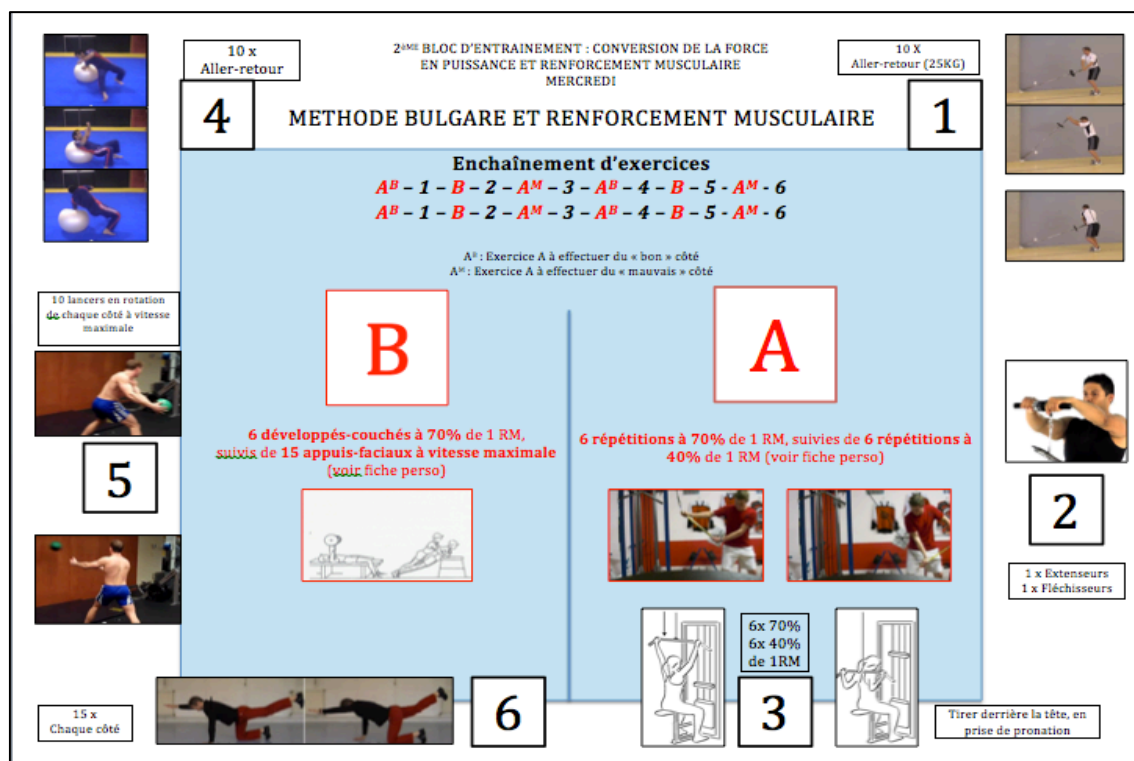 10 x
Aller-retour
2ème BLOC D'ENTRAINEMENT : CONVERSION DE LA FORCE
EN PUISSANCE ET RENFORCEMENT MUSCULAIRE
MERCREDI
10 X
Aller-retour (25KG)
4
METHODE BULGARE ET RENFORCEMENT MUSCULAIRE
1
Enchaînement d'exercices
Aᴮ – 1 – B – 2 – Aᴹ – 3 – Aᴮ – 4 – B – 5 - Aᴹ - 6
Aᴮ – 1 – B – 2 – Aᴹ – 3 – Aᴮ – 4 – B – 5 - Aᴹ - 6
Aᴮ : Exercice A à effectuer du « bon » côté
Aᴹ : Exercice A à effectuer du « mauvais » côté
10 lancers en rotation
de chaque côté à vitesse
maximale
B
A
6 développés-couchés à 70% de 1 RM,
suivis de 15 appuis-faciaux à vitesse maximale
(voir fiche perso)
6 répétitions à 70% de 1 RM, suivies de 6 répétitions à
40% de 1 RM (voir fiche perso)
5
2
1 x Extenseurs
1 x Fléchisseurs
6x 70%
6x 40%
de 1RM
15 x
Chaque côté
6
3
Tirer derrière la tête, en
prise de pronation